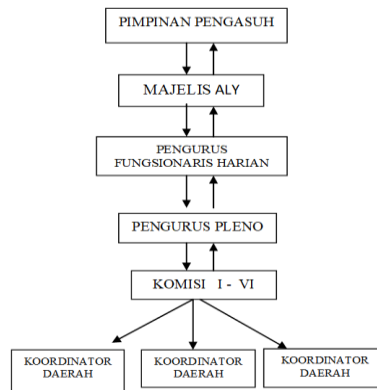 PIMPINAN PENGASUH
MAJELIS ALY
PENGURUS
FUNGSIONARIS HARIAN
PENGURUS PLENO
KOMISI I - VI
KOORDINATOR
DAERAH
KOORDINATOR
DAERAH
KOORDINATOR
DAERAH